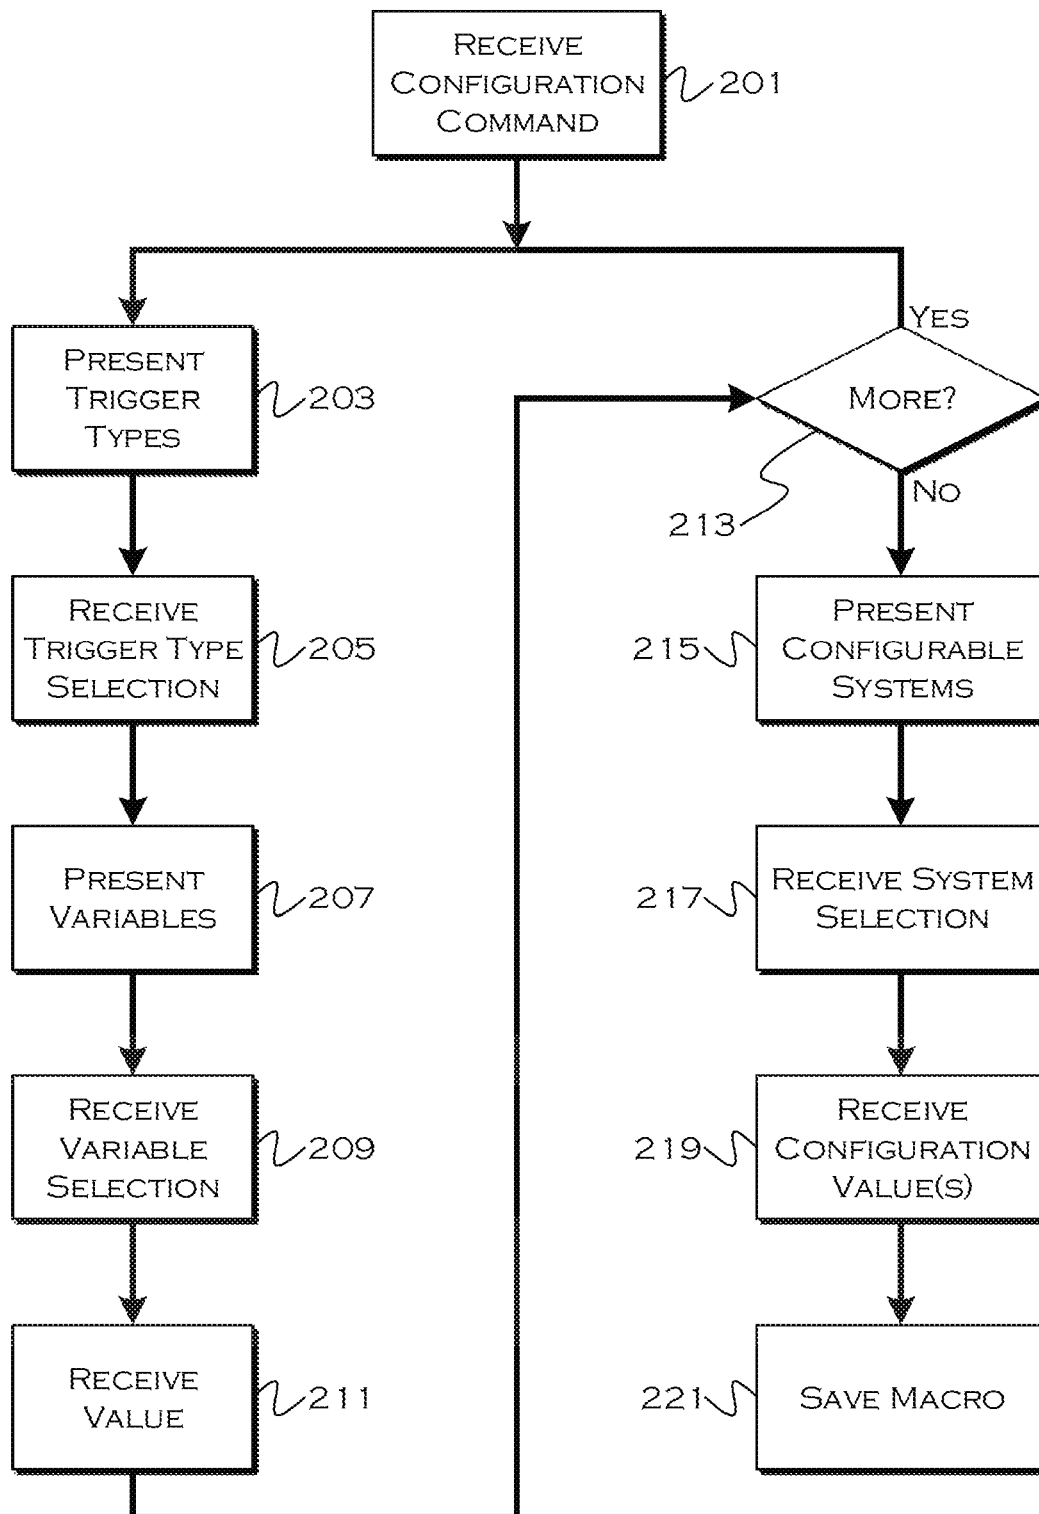 RECEIVE
CONFIGURATION
COMMAND
201
PRESENT
TRIGGER
TYPES
203
RECEIVE
TRIGGER TYPE
SELECTION
205
PRESENT
VARIABLES
207
RECEIVE
VARIABLE
SELECTION
209
RECEIVE
VALUE
211
YES
MORE?
NO
213
PRESENT
CONFIGURABLE
SYSTEMS
215
RECEIVE SYSTEM
SELECTION
217
RECEIVE
CONFIGURATION
VALUE(S)
219
SAVE MACRO
221